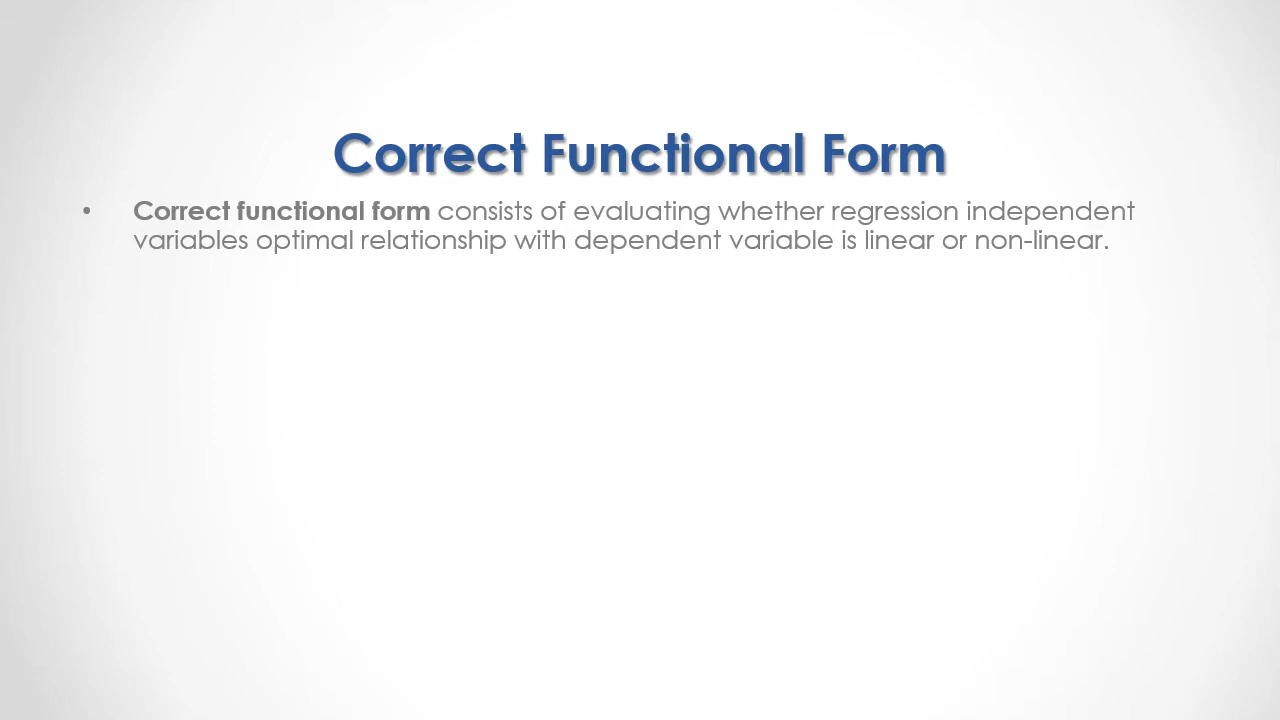 Correct Functional Form
• Correct functional form consists of evaluating whether regression independent
variables optimal relationship with dependent variable is linear or non-linear.